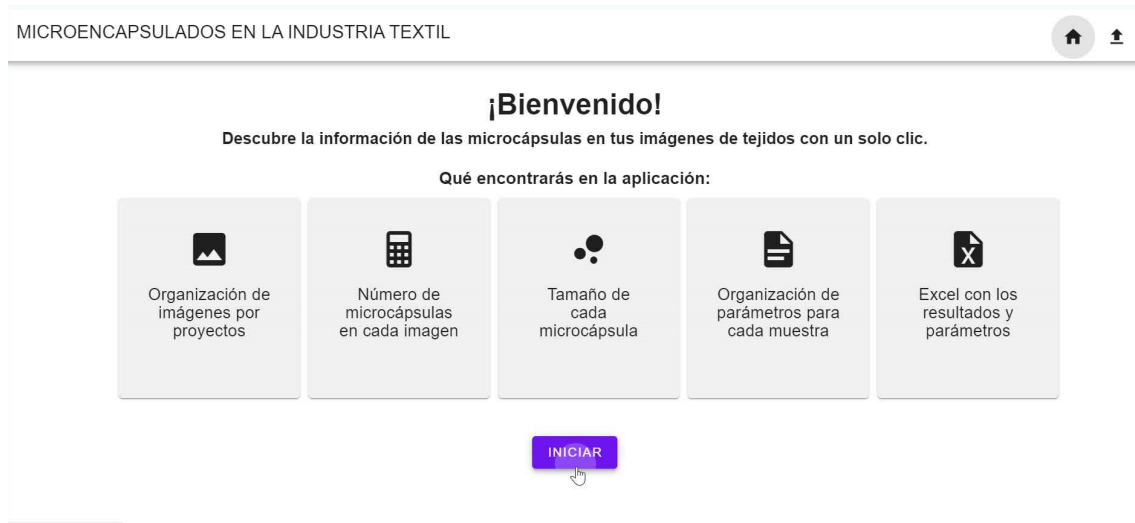 MICROENCAPSULADOS EN LA INDUSTRIA TEXTIL
¡Bienvenido!
Descubre la información de las microcápsulas en tus imágenes de tejidos con un solo clic.
Qué encontrarás en la aplicación:
Organización de
imágenes por
proyectos
Número de
microcápsulas
en cada imagen
Tamaño de
cada
microcápsula
Organización de
parámetros para
cada muestra
X
Excel con los
resultados y
parámetros
INICIAR